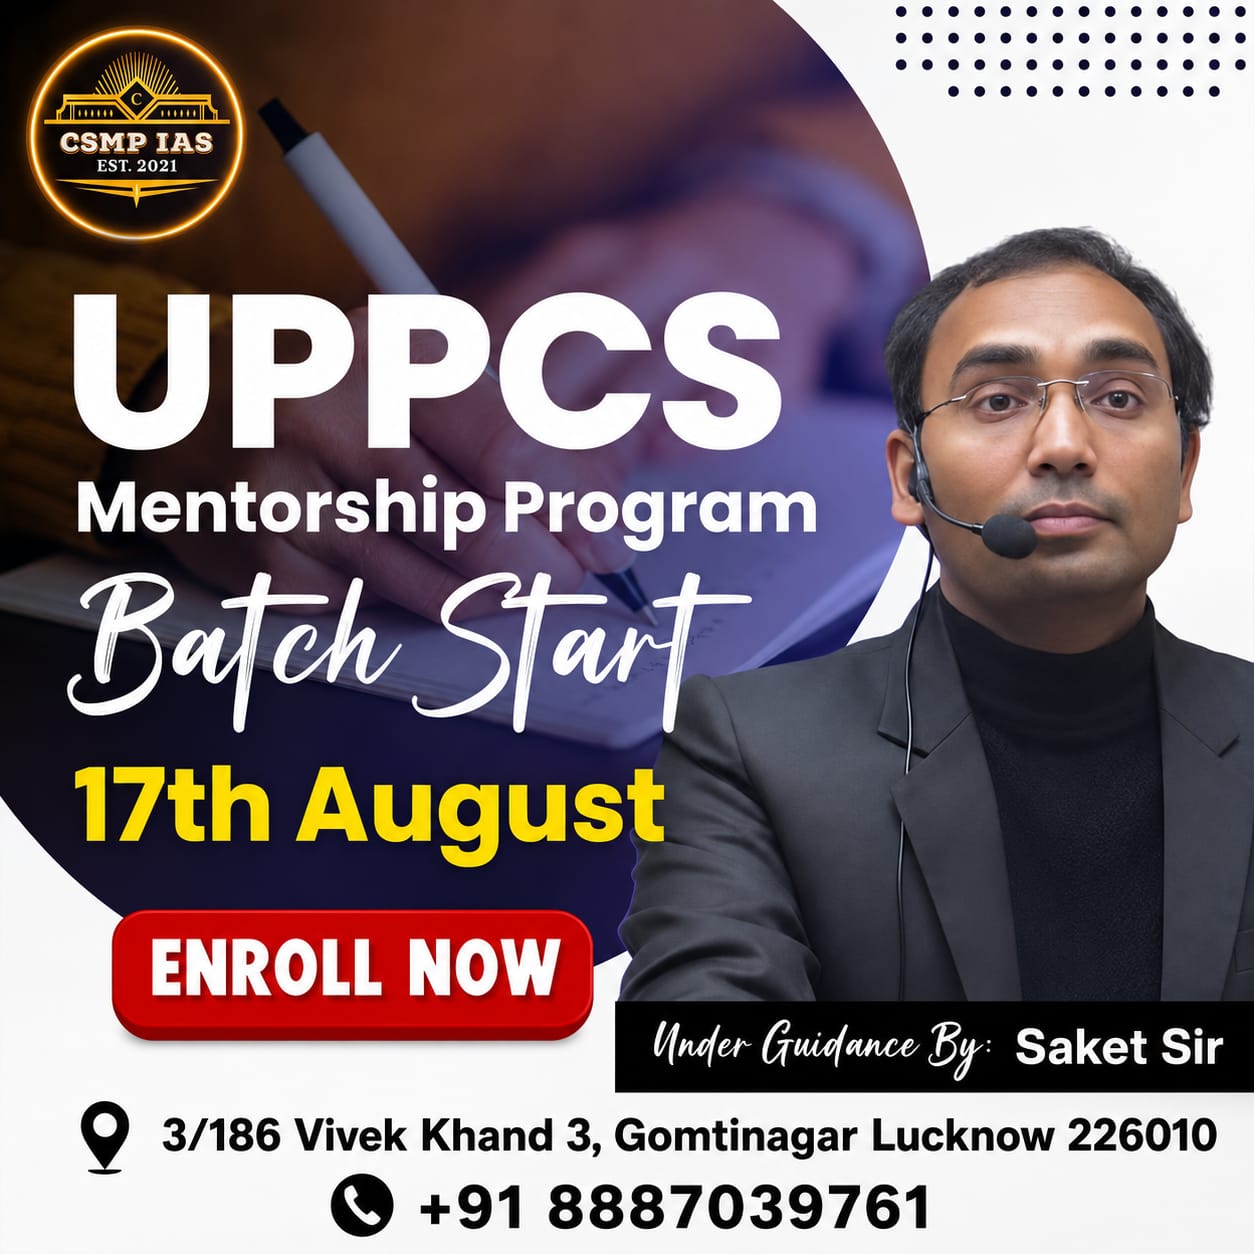 C
CSMP IAS
EST. 2021
UPPCS
Mentorship Program
Batch Start
17th August
ENROLL NOW
Under Guidance By: Saket Sir
3/186 Vivek Khand 3, Gomtinagar Lucknow 226010
+91 8887039761